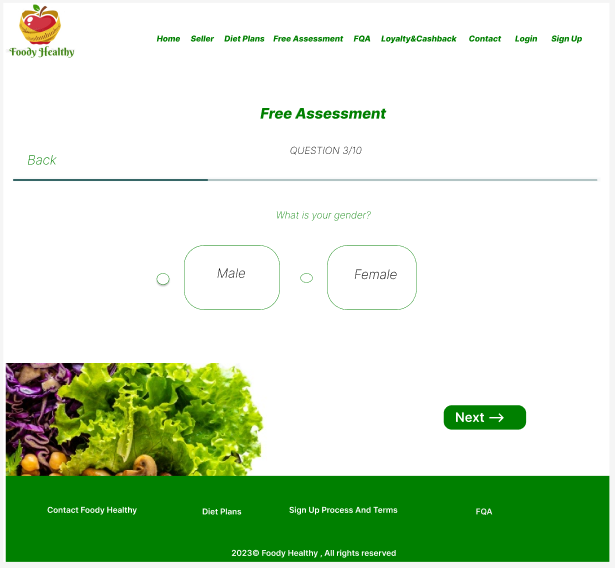 Foody Healthy
Home Seller Diet Plans Free Assessment FQA Loyalty&Cashback Contact Login Sign Up
Free Assessment
QUESTION 3/10
Back
What is your gender?
Male Female
Next
Contact Foody Healthy Diet Plans Sign Up Process And Terms FQA
2023© Foody Healthy , All rights reserved